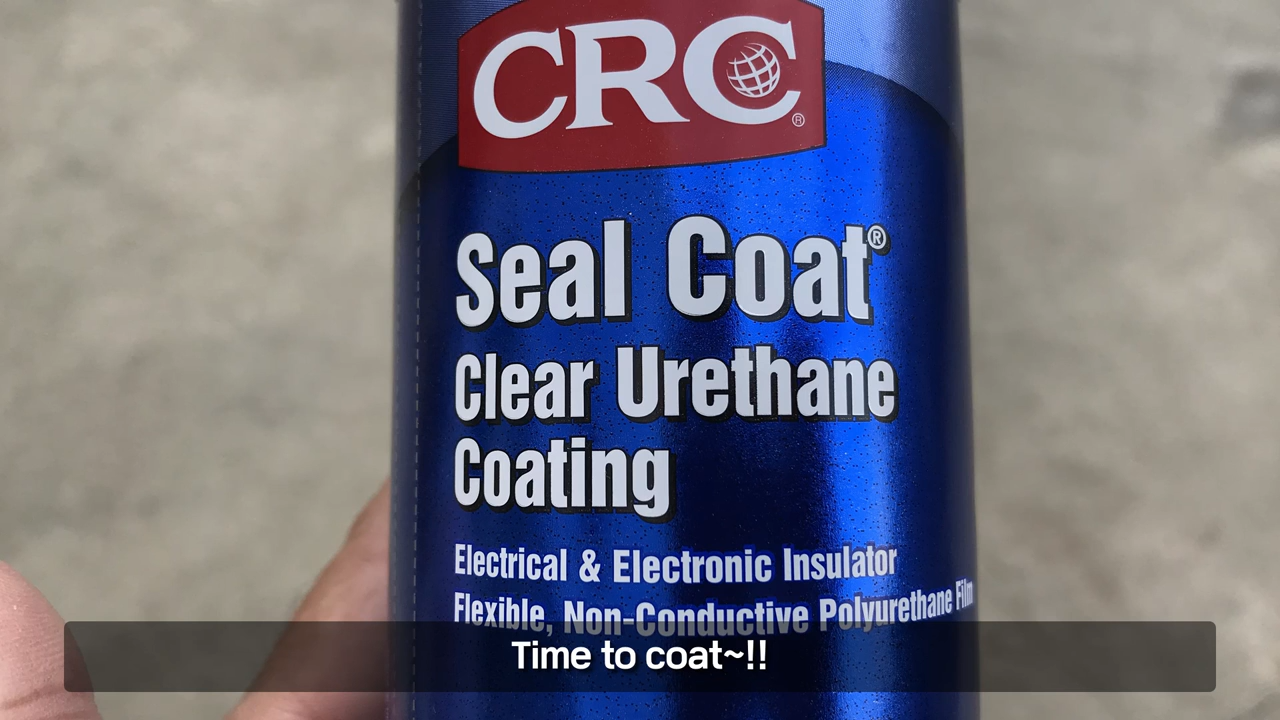 CRC®
Seal Coat®
Clear Urethane
Coating
Electrical & Electronic Insulator
Flexible, Non-Conductive Polyurethane Film
Time to coat~!!